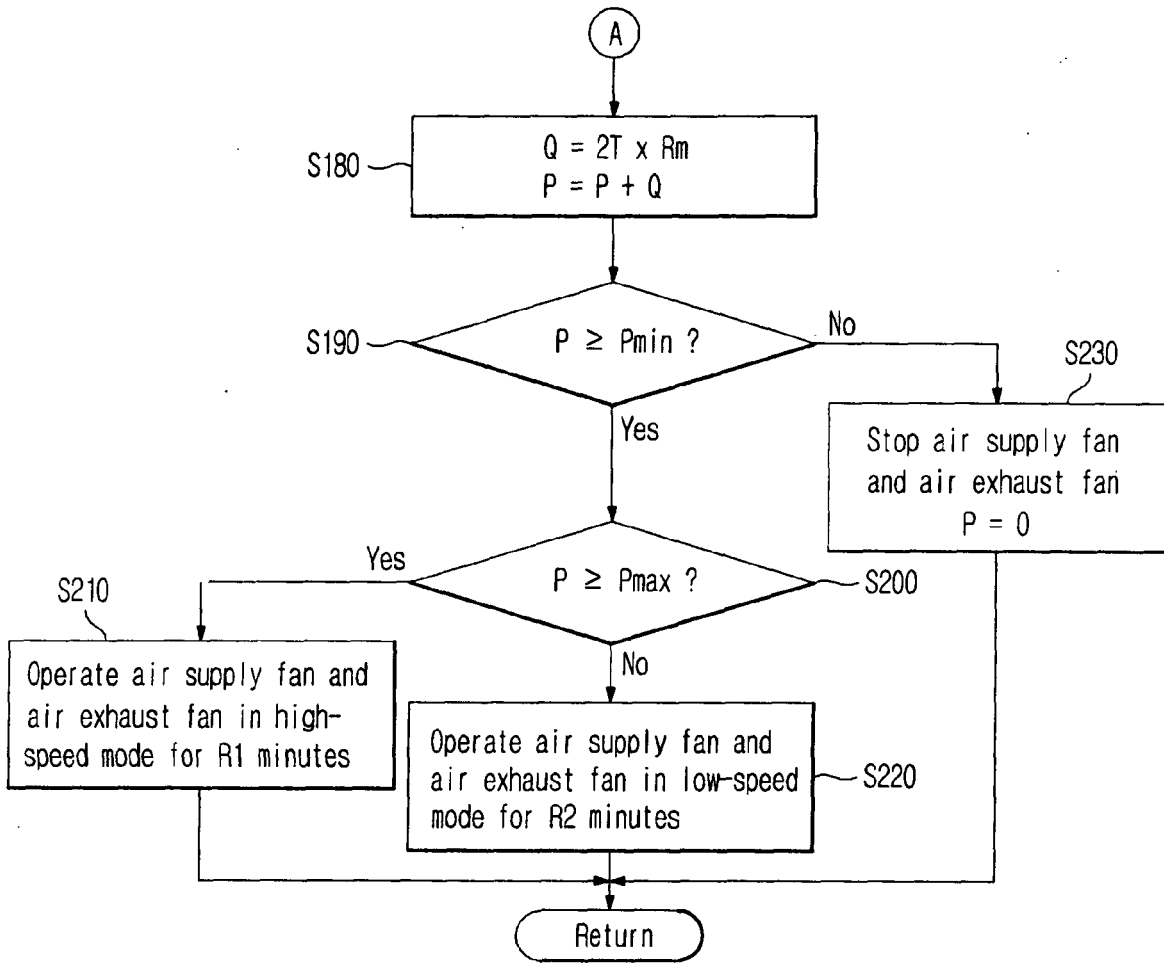 A
S180
Q = 2T x Rm
P = P + Q
S190
P ≥ Pmin ?
No
Yes
S230
Stop air supply fan
and air exhaust fan
P = 0
Yes
P ≥ Pmax ?
S200
No
S210
Operate air supply fan and
air exhaust fan in high-
speed mode for R1 minutes
Operate air supply fan and
air exhaust fan in low-speed
mode for R2 minutes
S220
Return